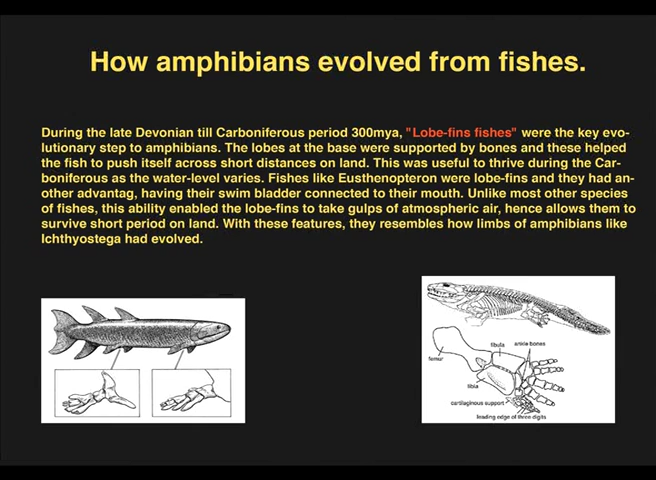 How amphibians evolved from fishes.
During the late Devonian till Carboniferous period 300mya, "Lobe-fins fishes" were the key evo-
lutionary step to amphibians. The lobes at the base were supported by bones and these helped
the fish to push itself across short distances on land. This was useful to thrive during the Car-
boniferous as the water-level varies. Fishes like Eusthenopteron were lobe-fins and they had an-
other advantag, having their swim bladder connected to their mouth. Unlike most other species
of fishes, this ability enabled the lobe-fins to take gulps of atmospheric air, hence allows them to
survive short period on land. With these features, they resembles how limbs of amphibians like
Ichthyostega had evolved.
fibula
ankle bones
femur
tibia
cartilaginous support
leading edge of three digits